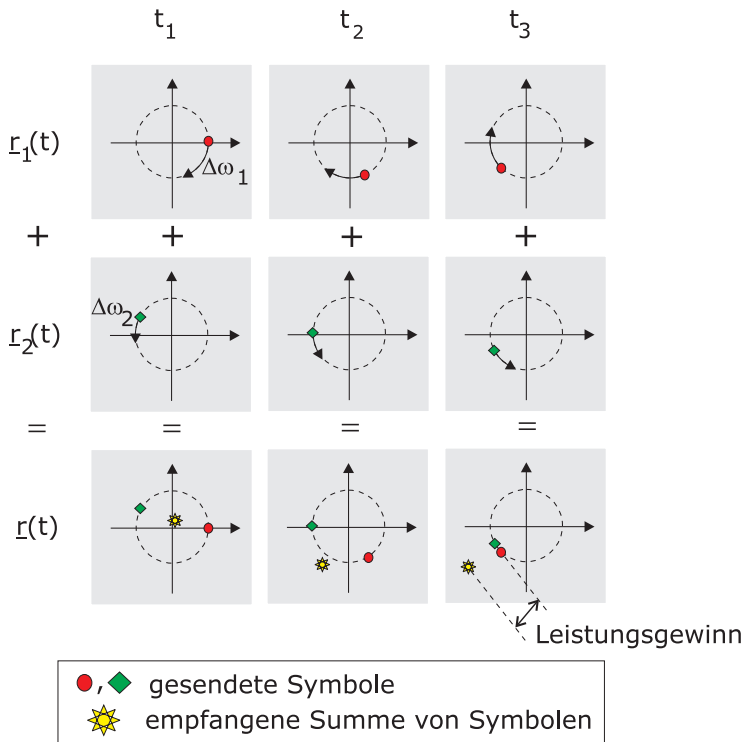 t1 t2 t3
r1(t)
Δω1
+ + + +
Δω2
r2(t)
= = = =
r(t)
Leistungsgewinn
, gesendete Symbole
empfangene Summe von Symbolen